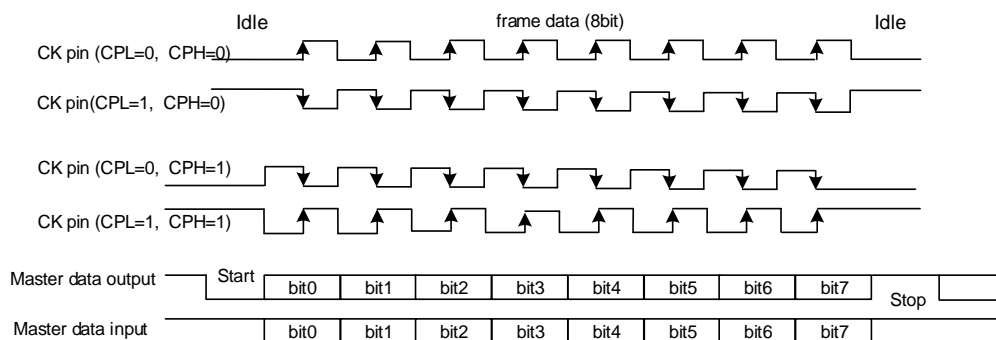 Idle frame data (8bit) Idle
CK pin (CPL=0, CPH=0)
CK pin(CPL=1, CPH=0)
CK pin (CPL=0, CPH=1)
CK pin (CPL=1, CPH=1)
Master data output Start bit0 bit1 bit2 bit3 bit4 bit5 bit6 bit7 Stop
Master data input bit0 bit1 bit2 bit3 bit4 bit5 bit6 bit7